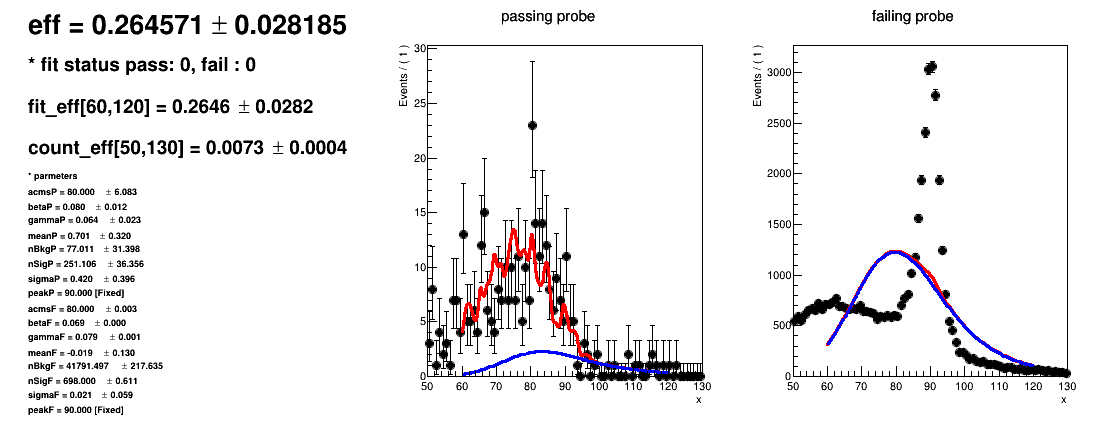 eff = 0.264571 ± 0.028185
* fit status pass: 0, fail : 0
fit_eff[60,120] = 0.2646 ± 0.0282
count_eff[50,130] = 0.0073 ± 0.0004
* parmeters
acmsP = 80.000 ± 6.083
betaP = 0.080 ± 0.012
gammaP = 0.064 ± 0.023
meanP = 0.701 ± 0.320
nBkgP = 77.011 ± 31.398
nSigP = 251.106 ± 36.356
sigmaP = 0.420 ± 0.396
peakP = 90.000 [Fixed]
acmsF = 80.000 ± 0.003
betaF = 0.069 ± 0.000
gammaF = 0.079 ± 0.001
meanF = -0.019 ± 0.130
nBkgF = 41791.497 ± 217.635
nSigF = 698.000 ± 0.611
sigmaF = 0.021 ± 0.059
peakF = 90.000 [Fixed]
passing probe
Events / ( 1 )
30
25
20
15
10
5
0
50 60 70 80 90 100 110 120 130
x
failing probe
Events / ( 1 )
3000
2500
2000
1500
1000
500
0
50 60 70 80 90 100 110 120 130
x